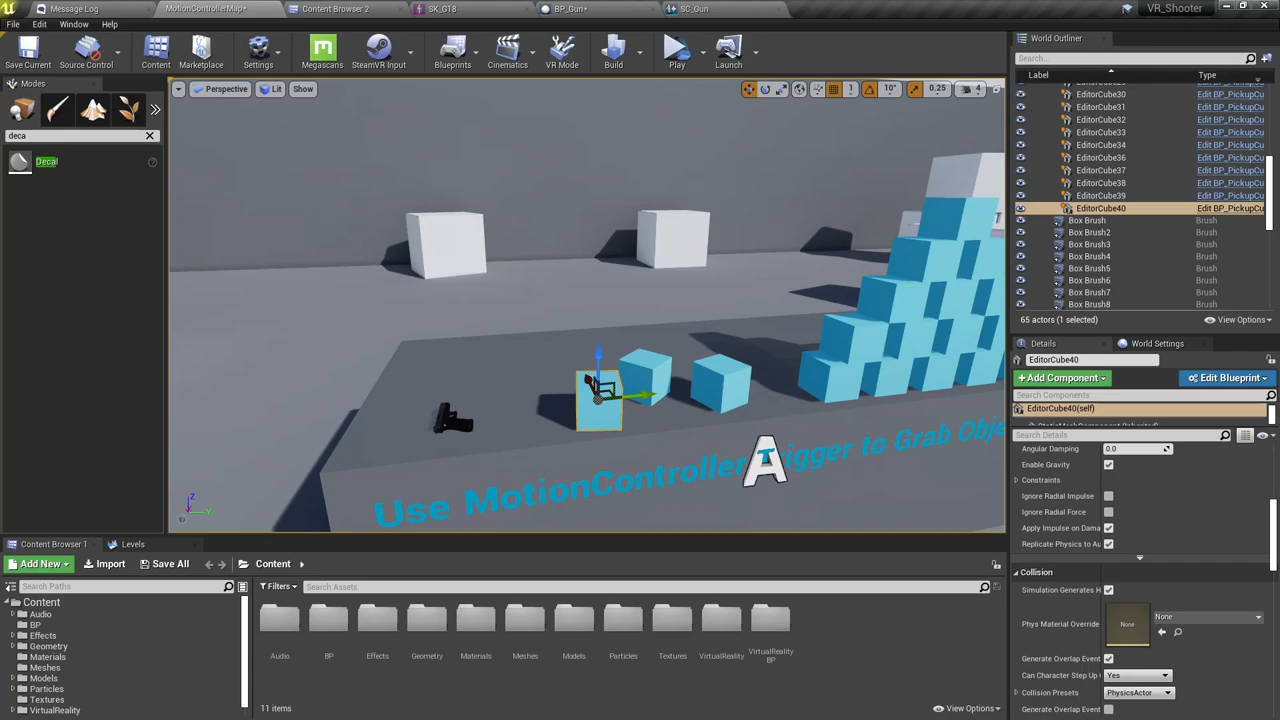 Message Log
MotionControllerMap*
Content Browser 2
SK_G18
BP_Gun*
SC_Gun
VR_Shooter
File Edit Window Help
Save Current
Source Control
Content
Marketplace
Settings
Megascans
SteamVR Input
Blueprints
Cinematics
VR Mode
Build
Play
Launch
Modes
deca
Decal
Perspective
Lit
Show
1
10°
0.25
4
Use MotionController Trigger to Grab Obje
Z
Y
World Outliner
Search...
Label
Type
EditorCube30 Edit BP_PickupCu
EditorCube31 Edit BP_PickupCu
EditorCube32 Edit BP_PickupCu
EditorCube33 Edit BP_PickupCu
EditorCube34 Edit BP_PickupCu
EditorCube36 Edit BP_PickupCu
EditorCube37 Edit BP_PickupCu
EditorCube38 Edit BP_PickupCu
EditorCube39 Edit BP_PickupCu
EditorCube40 Edit BP_PickupCu
Box Brush Brush
Box Brush2 Brush
Box Brush3 Brush
Box Brush4 Brush
Box Brush5 Brush
Box Brush6 Brush
Box Brush7 Brush
Box Brush8 Brush
65 actors (1 selected)
View Options
Details
World Settings
EditorCube40
+Add Component
Edit Blueprint
Search Components
EditorCube40(self)
Search Details
Angular Damping 0.0
Enable Gravity
Constraints
Ignore Radial Impulse
Ignore Radial Force
Apply Impulse on Dama
Replicate Physics to Au
Collision
Simulation Generates H
Phys Material Override
None
None
Generate Overlap Event
Can Character Step Up Yes
Collision Presets PhysicsActor
Generate Overlap Event
Content Browser 1
Levels
Add New
Import
Save All
Content
Search Paths
Filters
Search Assets
Content
Audio
BP
Effects
Geometry
Materials
Meshes
Models
Particles
Textures
VirtualReality
Audio
BP
Effects
Geometry
Materials
Meshes
Models
Particles
Textures
VirtualReality
VirtualReality
BP
11 items
View Options